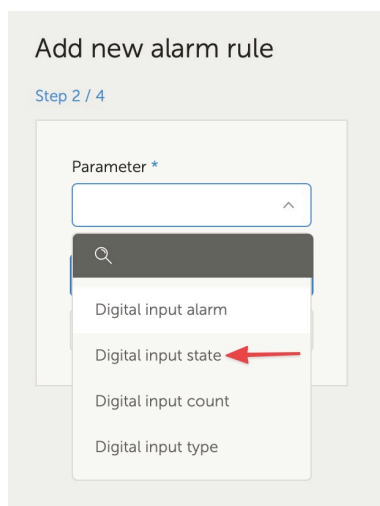 Add new alarm rule
Step 2 / 4
Parameter *
Digital input alarm
Digital input state
Digital input count
Digital input type